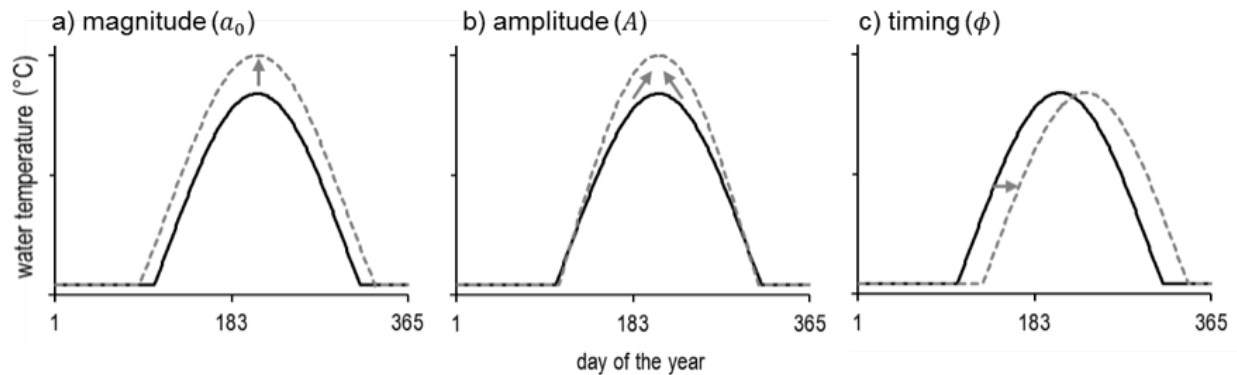 a) magnitude (a₀)
b) amplitude (A)
c) timing (ϕ)
water temperature (°C)
1 183 365
1 183 365
1 183 365
day of the year